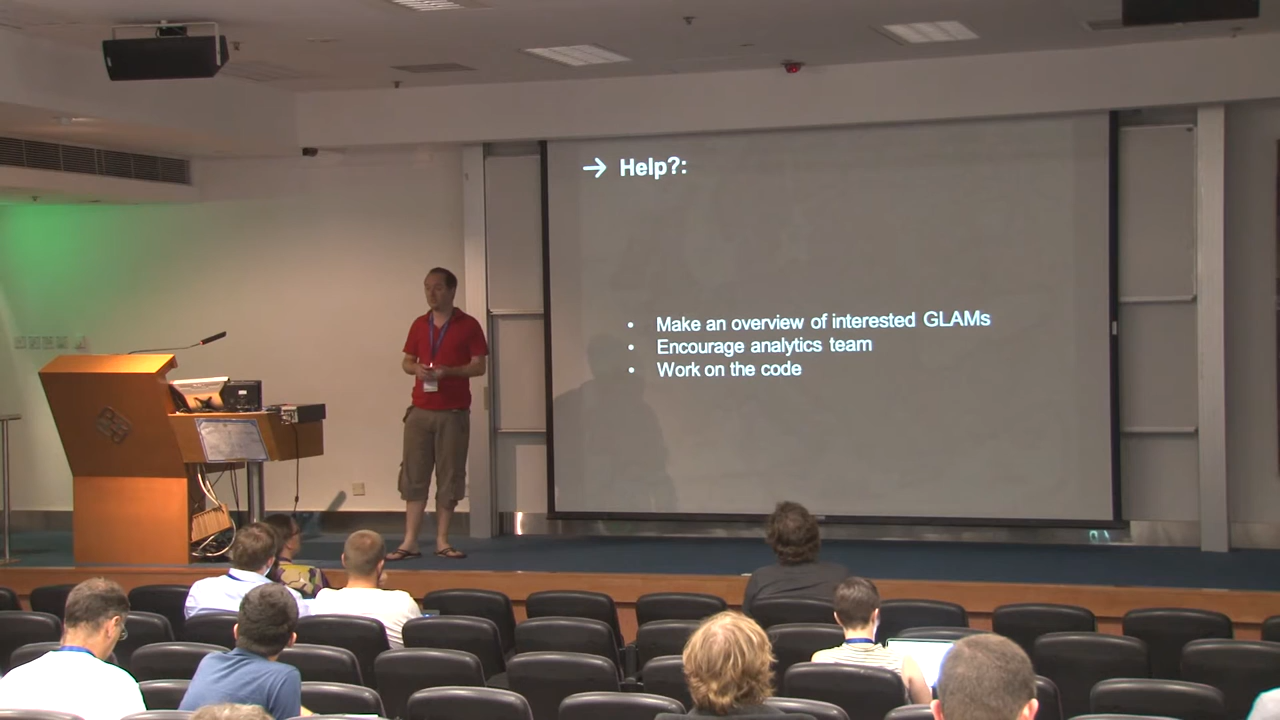 → Help?:
• Make an overview of interested GLAMs
• Encourage analytics team
• Work on the code